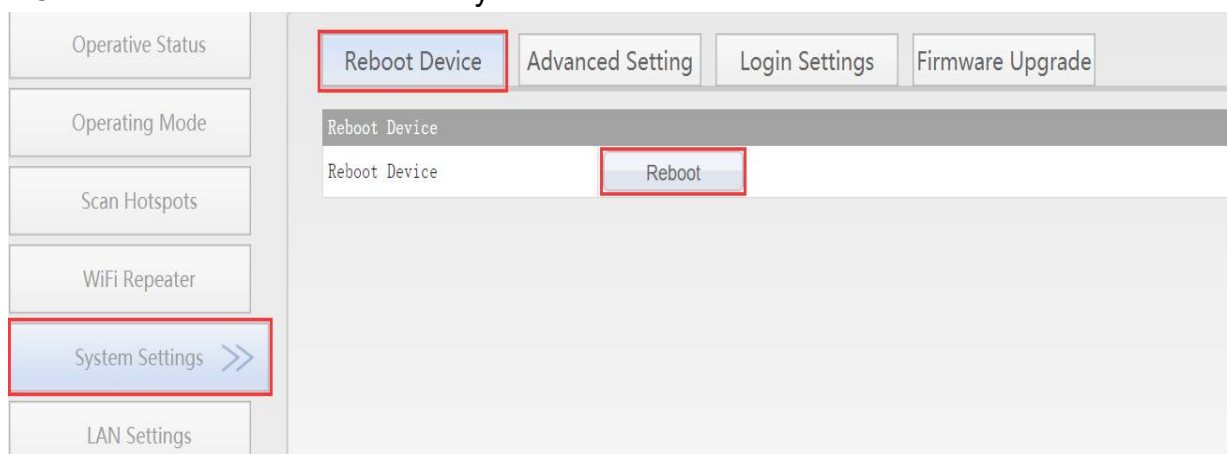 Operative Status
Operating Mode
Scan Hotspots
WiFi Repeater
System Settings >>
LAN Settings
Reboot Device Advanced Setting Login Settings Firmware Upgrade
Reboot Device
Reboot Device Reboot